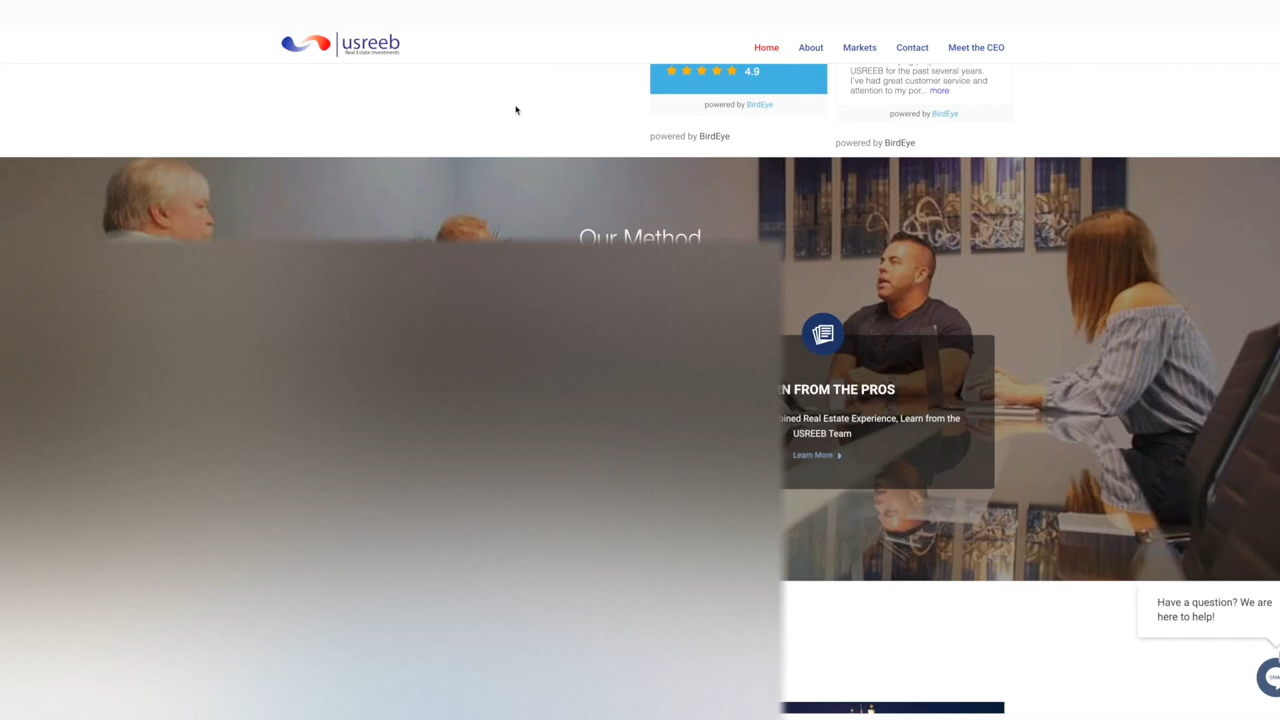 usreeb
Real Estate Investments
Home About Markets Contact Meet the CEO
4.9
powered by BirdEye
powered by BirdEye
USREEB for the past several years.
I've had great customer service and
attention to my por... more
powered by BirdEye
powered by BirdEye
Our Method
FROM THE PROS
Real Estate Experience, Learn from the
USREEB Team
Learn More
Have a question? We are
here to help!